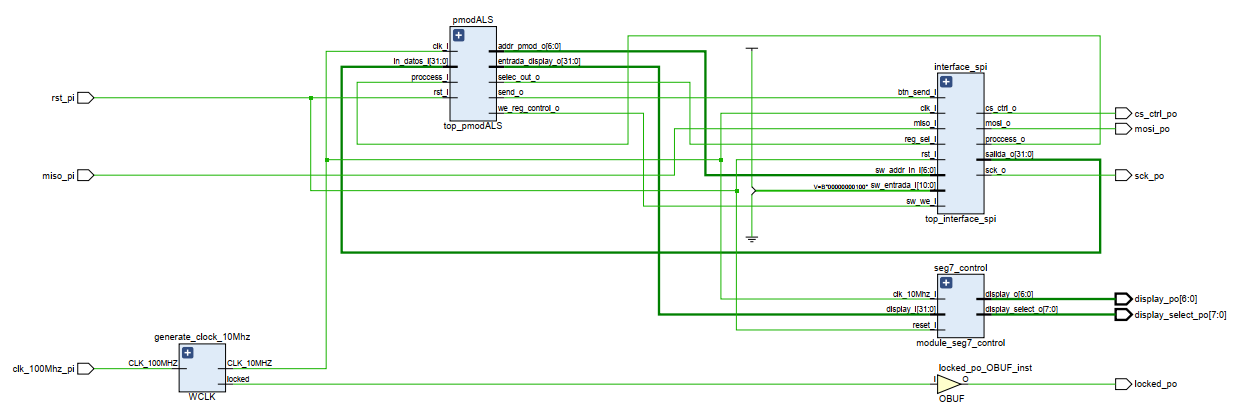 pmodALS
clk_i
in_datos_i[31:0]
proccess_i
rst_i
addr_pmod_o[6:0]
entrada_display_o[31:0]
selec_out_o
send_o
we_reg_control_o
top_pmodALS
rst_pi
miso_pi
interface_spi
btn_send_i
clk_i
miso_i
reg_sel_i
rst_i
sw_addr_in_i[6:0]
V=B"00000000100"
sw_entrada_i[10:0]
sw_we_i
cs_ctrl_o
mosi_o
proccess_o
salida_o[31:0]
sck_o
top_interface_spi
cs_ctrl_po
mosi_po
sck_po
seg7_control
clk_10Mhz_i
display_i[31:0]
reset_i
display_o[6:0]
display_select_o[7:0]
module_seg7_control
display_po[6:0]
display_select_po[7:0]
generate_clock_10Mhz
clk_100Mhz_pi
CLK_100MHZ
CLK_10MHZ
locked
WCLK
locked_po_OBUF_inst
I
O
OBUF
locked_po